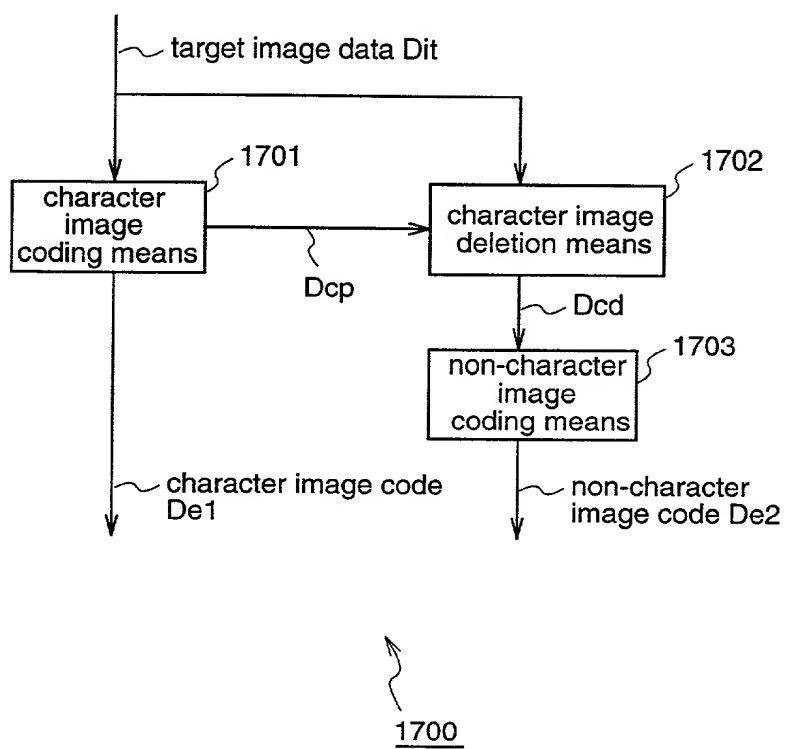 target image data Dit
1701
character
image
coding means
1702
character image
deletion means
Dcp
Dcd
1703
non-character
image
coding means
character image code
De1
non-character
image code De2
1700